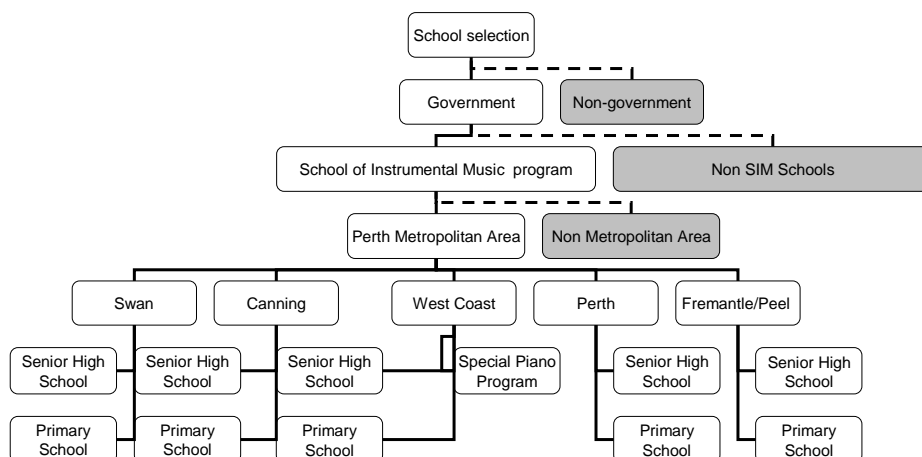 School selection
Government
Non-government
School of Instrumental Music program
Non SIM Schools
Perth Metropolitan Area
Non Metropolitan Area
Swan
Canning
West Coast
Perth
Fremantle/Peel
Senior High
School
Senior High
School
Senior High
School
Special Piano
Program
Senior High
School
Senior High
School
Primary
School
Primary
School
Primary
School
Primary
School
Primary
School